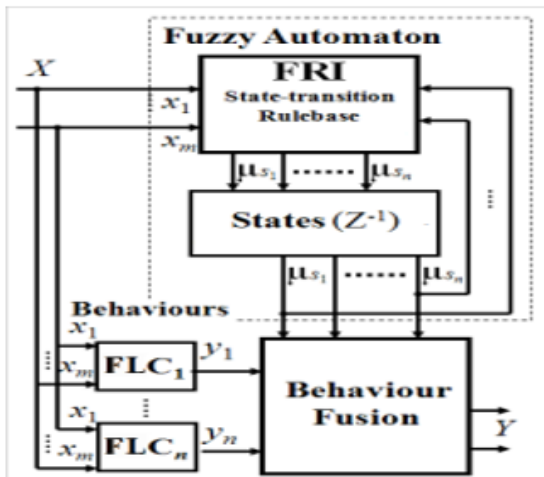 Fuzzy Automaton
X
FRI
State-transition
Rulebase
x₁
xₘ
μs₁ ...... μsₙ
States (Z⁻¹)
μs₁ ...... μsₙ
Behaviours
x₁
xₘ
FLC₁
y₁
x₁
xₘ
FLCₙ
yₙ
Behaviour
Fusion
Y